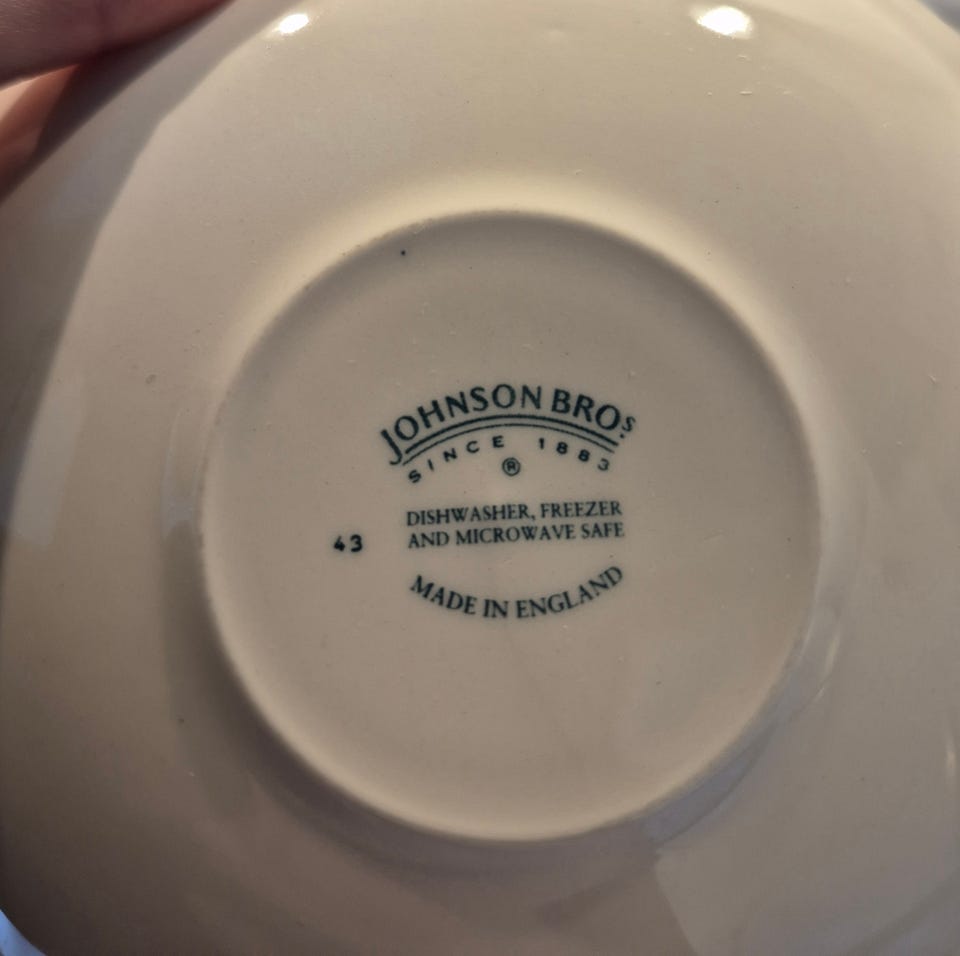 JOHNSON BROS.
SINCE 1883
®
DISHWASHER, FREEZER
AND MICROWAVE SAFE
43
MADE IN ENGLAND